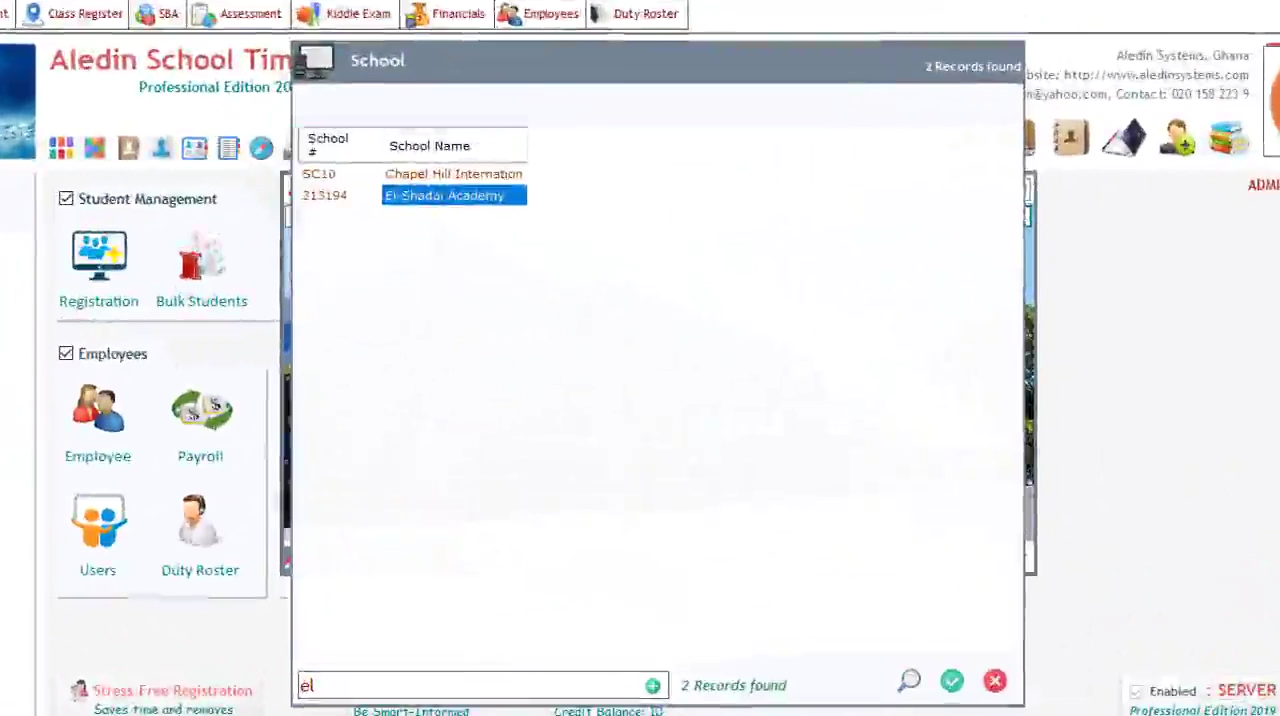 Class Register SBA Assessment Kiddie Exam Financials Employees Duty Roster
Aledin School Tim
Professional Edition 20
School
2 Records found
Aledin Systems, Ghana
bsite; http://www.aledinsystems.com
n@yahoo.com, Contact: 020 158 223 9
School
#
School Name
SC10 Chapel Hill Internation
213194 El-Shadai Academy
ADMI
Student Management
Registration Bulk Students
Employees
Employee Payroll
Users Duty Roster
el
2 Records found
Stress Free Registration
Saves time and removes
Be Smart-Informed
Credit Balance:
Enabled : SERVER
Professional Edition 2019